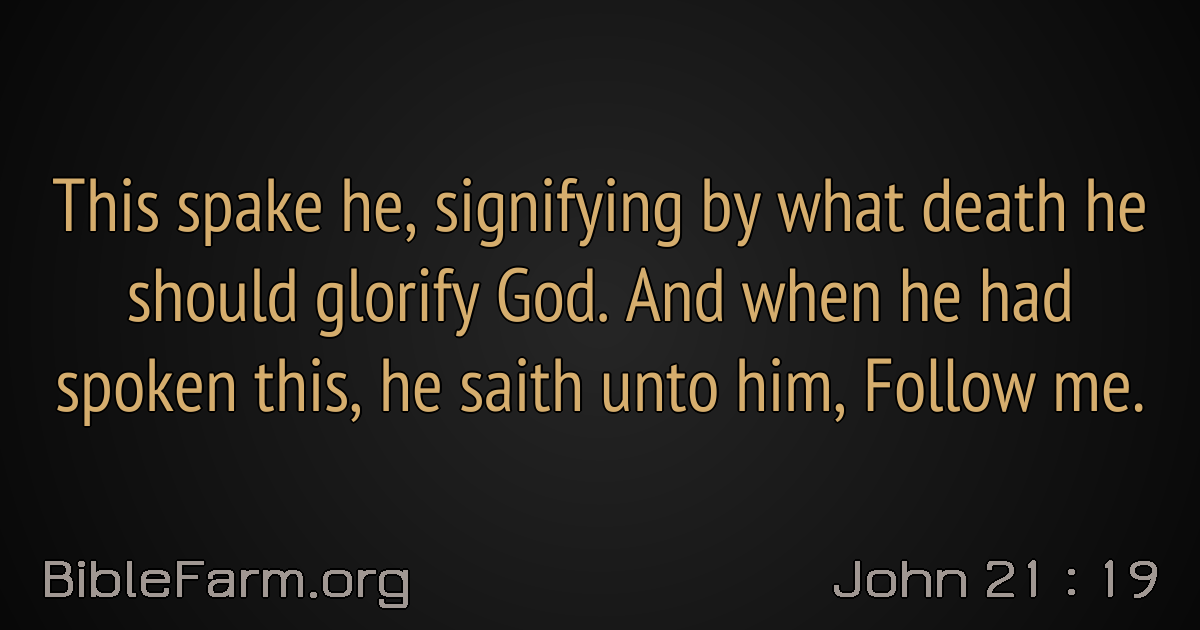 This spake he, signifying by what death he
should glorify God. And when he had
spoken this, he saith unto him, Follow me.
BibleFarm.org
John 21 : 19